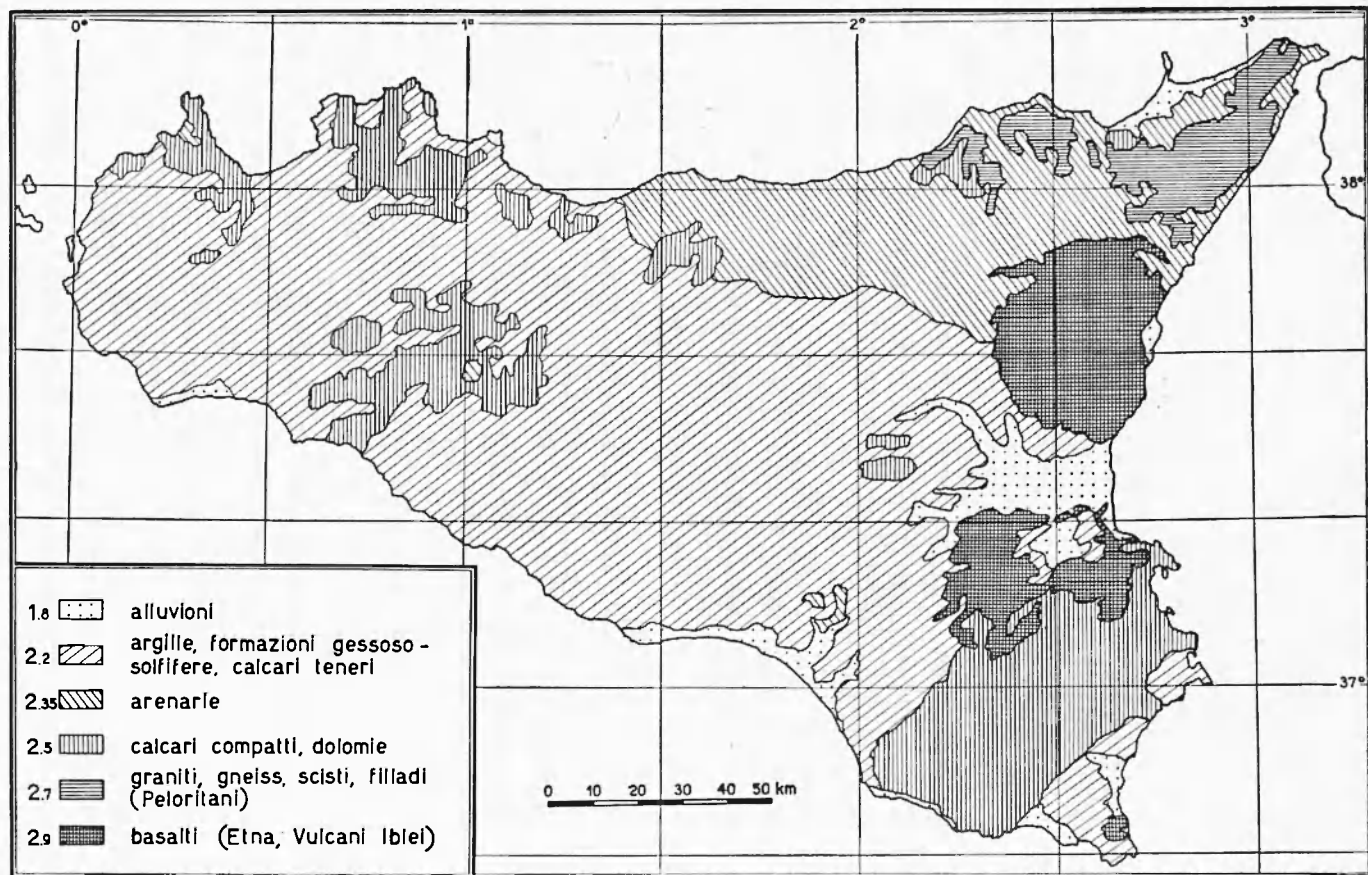 0° 1° 2° 3°
38°
37°
0 10 20 30 40 50 km
1.8 alluvioni
2.2 argille, formazioni gessoso-
solfifere, calcari teneri
2.35 arenarie
2.5 calcari compatti, dolomie
2.7 graniti, gneiss, scisti, filladi
(Peloritani)
2.9 basalti (Etna, Vulcani Iblei)